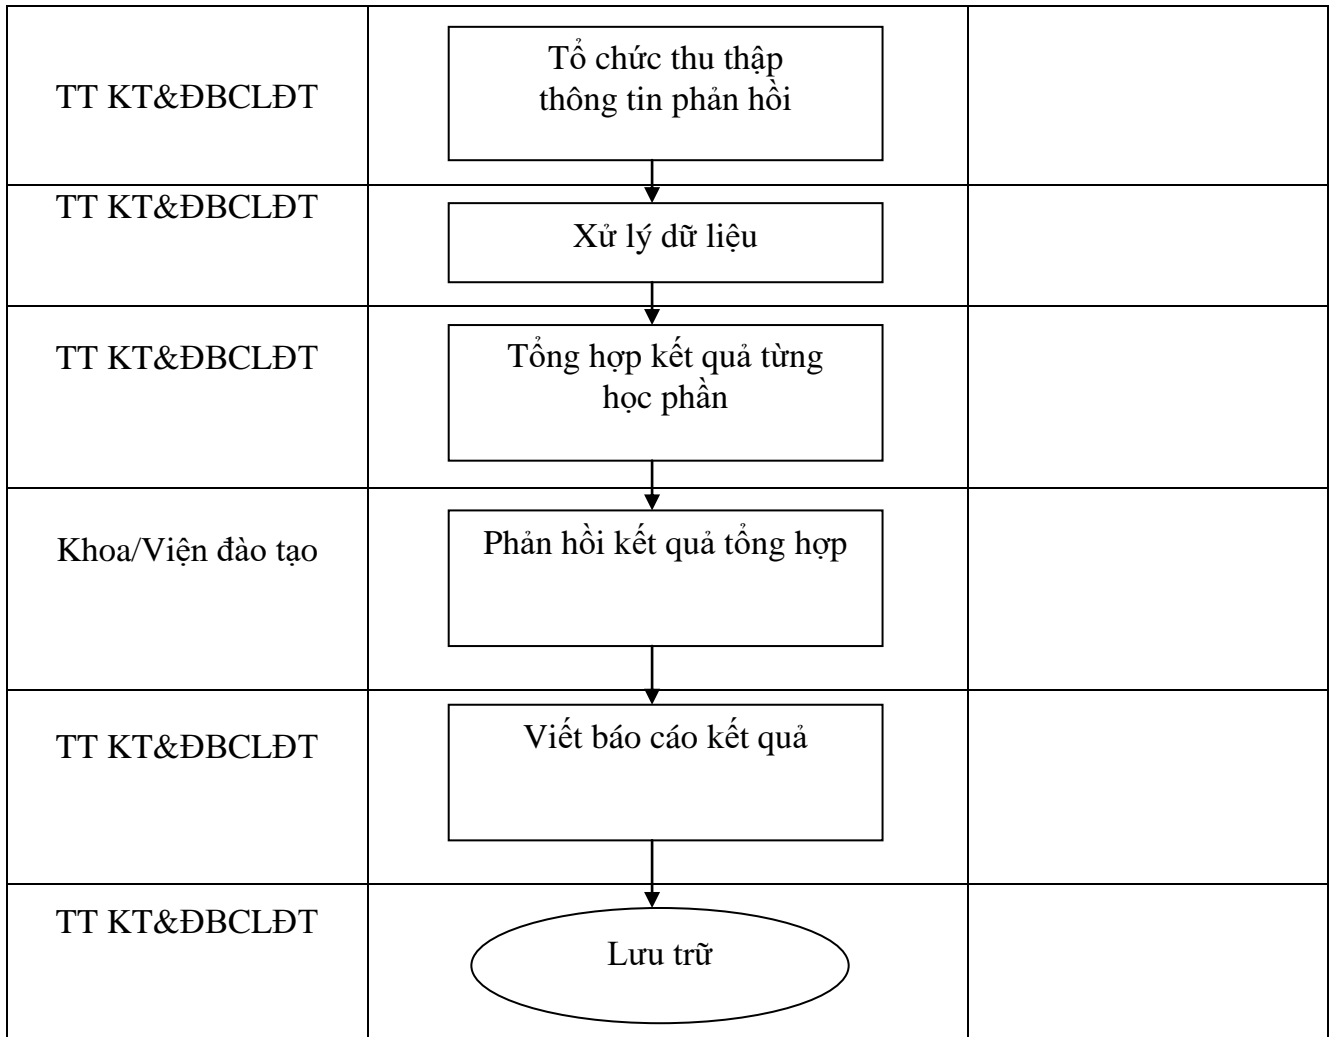 TT KT&ĐBCLĐT
Tổ chức thu thập
thông tin phản hồi
TT KT&ĐBCLĐT
Xử lý dữ liệu
TT KT&ĐBCLĐT
Tổng hợp kết quả từng
học phần
Khoa/Viện đào tạo
Phản hồi kết quả tổng hợp
TT KT&ĐBCLĐT
Viết báo cáo kết quả
TT KT&ĐBCLĐT
Lưu trữ